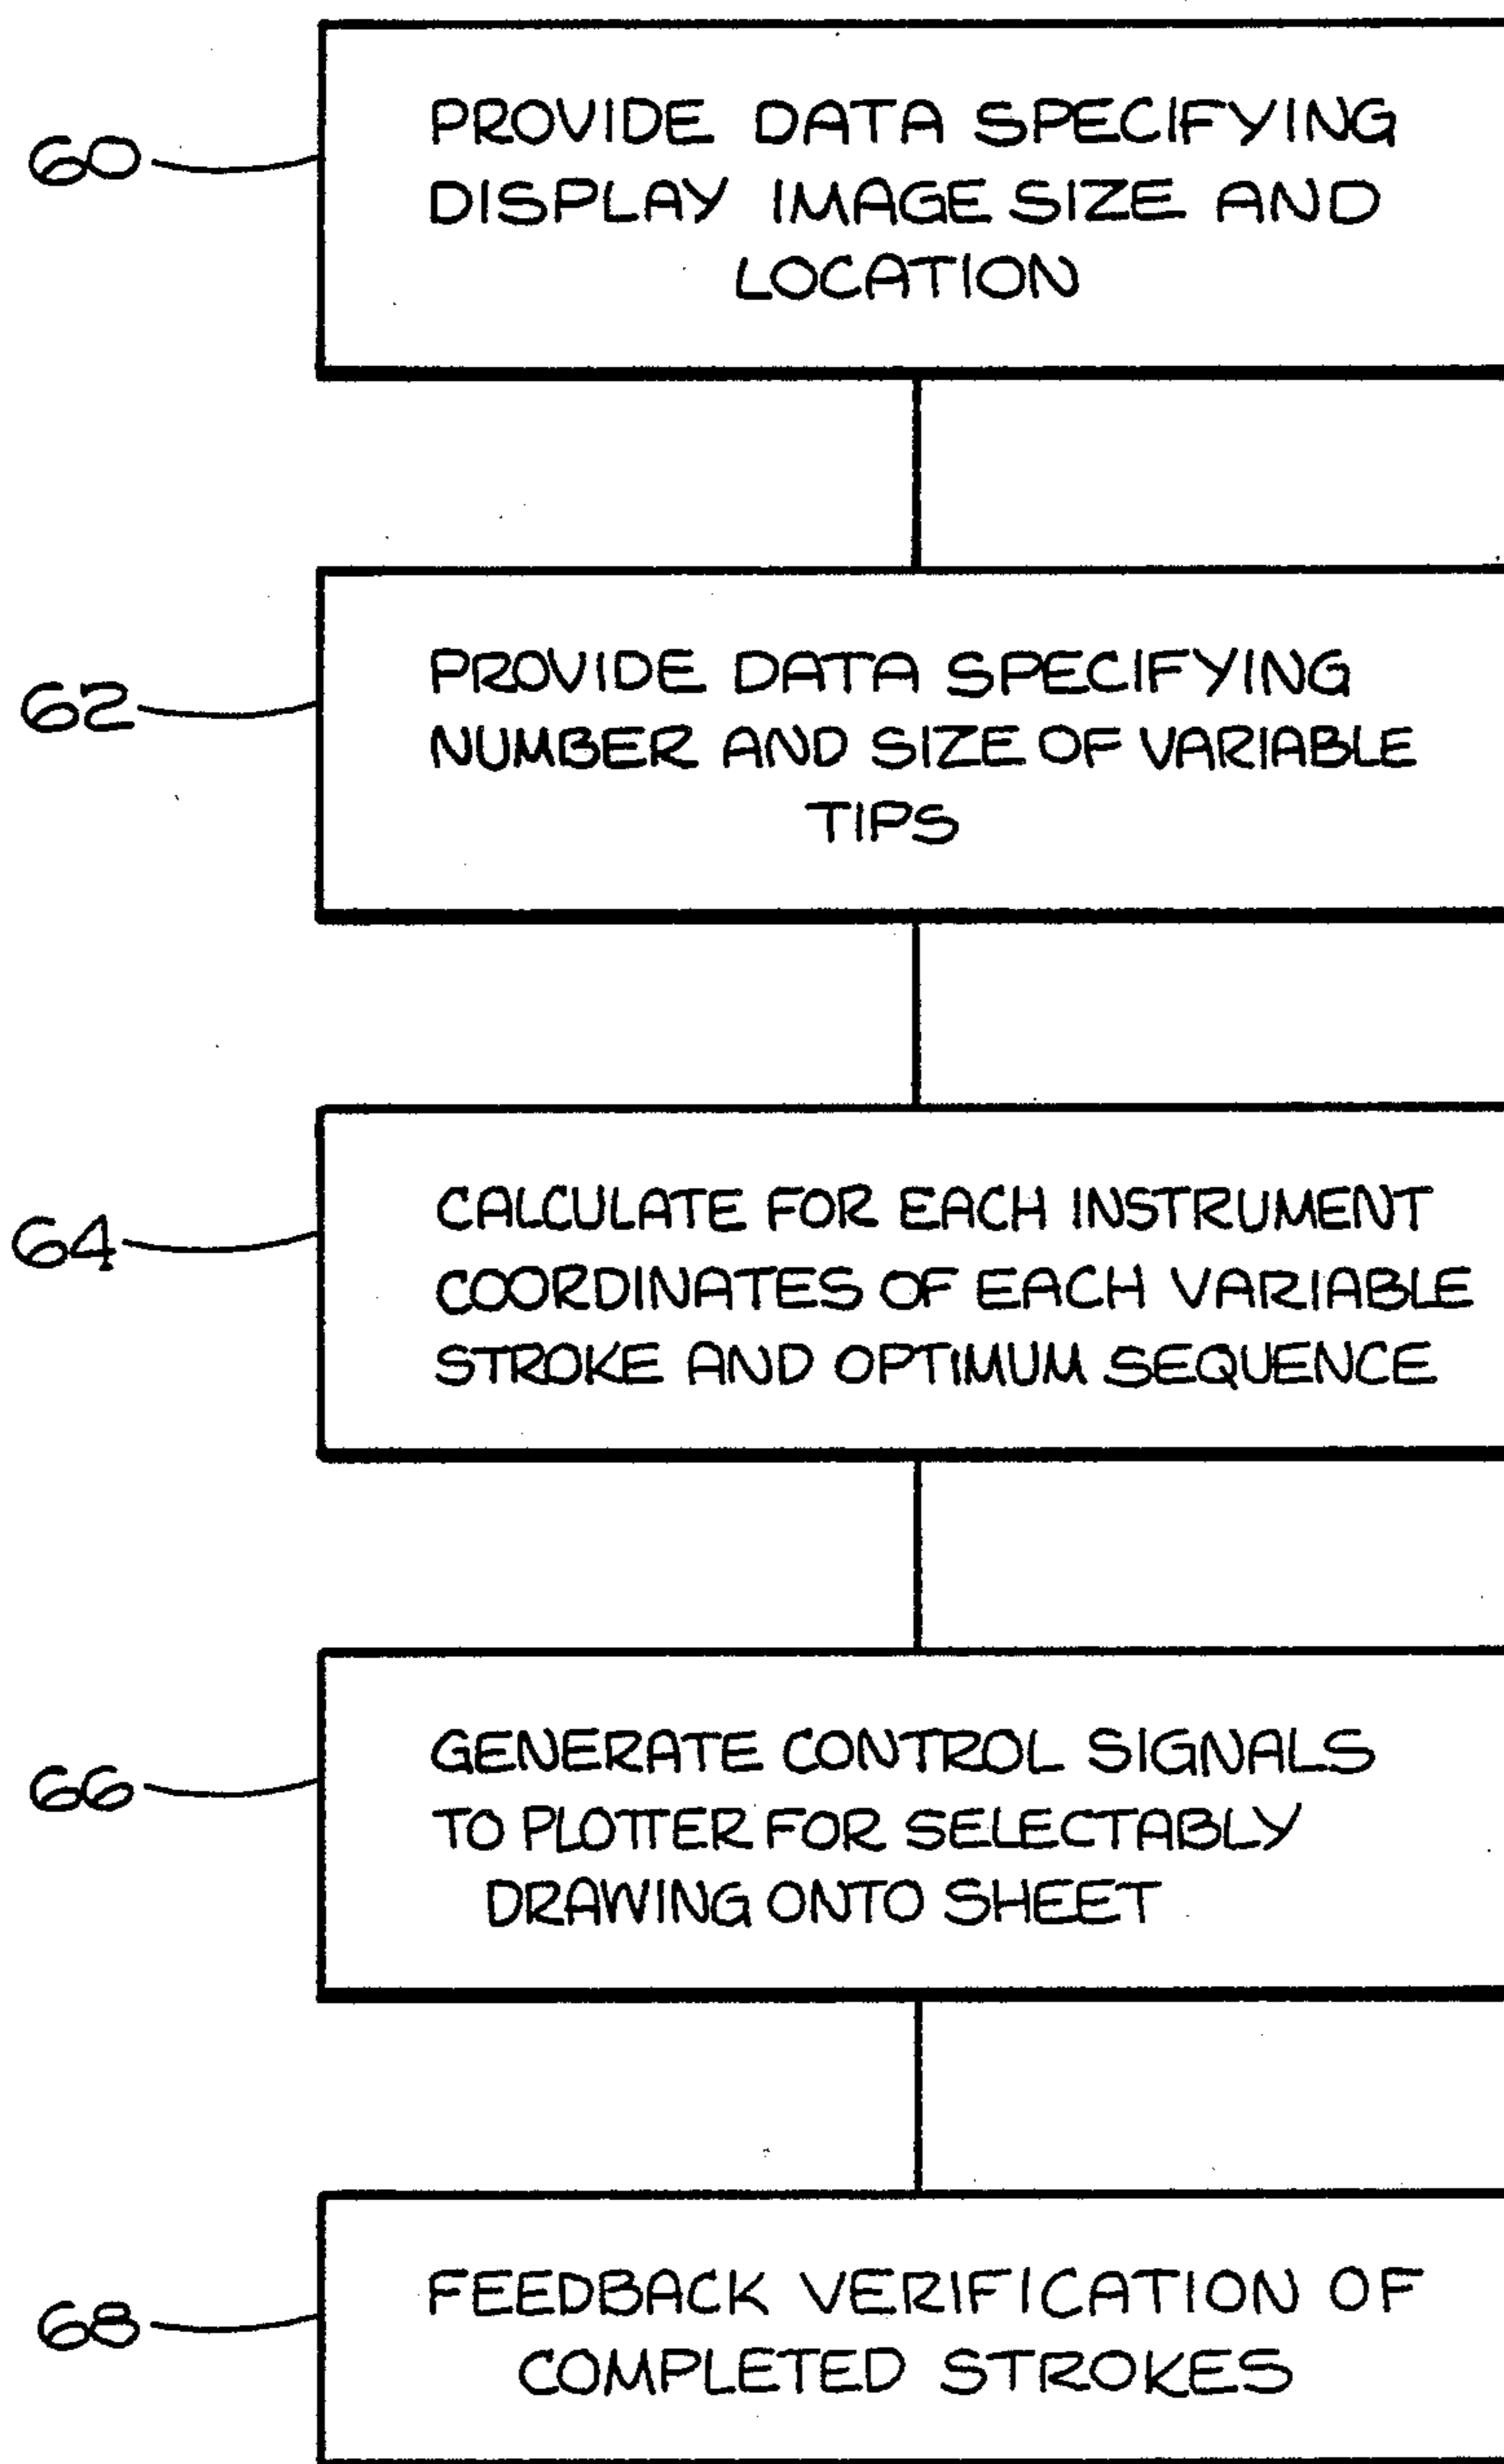 60
PROVIDE DATA SPECIFYING
DISPLAY IMAGE SIZE AND
LOCATION
62
PROVIDE DATA SPECIFYING
NUMBER AND SIZE OF VARIABLE
TIPS
64
CALCULATE FOR EACH INSTRUMENT
COORDINATES OF EACH VARIABLE
STROKE AND OPTIMUM SEQUENCE
66
GENERATE CONTROL SIGNALS
TO PLOTTER FOR SELECTABLY
DRAWING ONTO SHEET
68
FEEDBACK VERIFICATION OF
COMPLETED STROKES